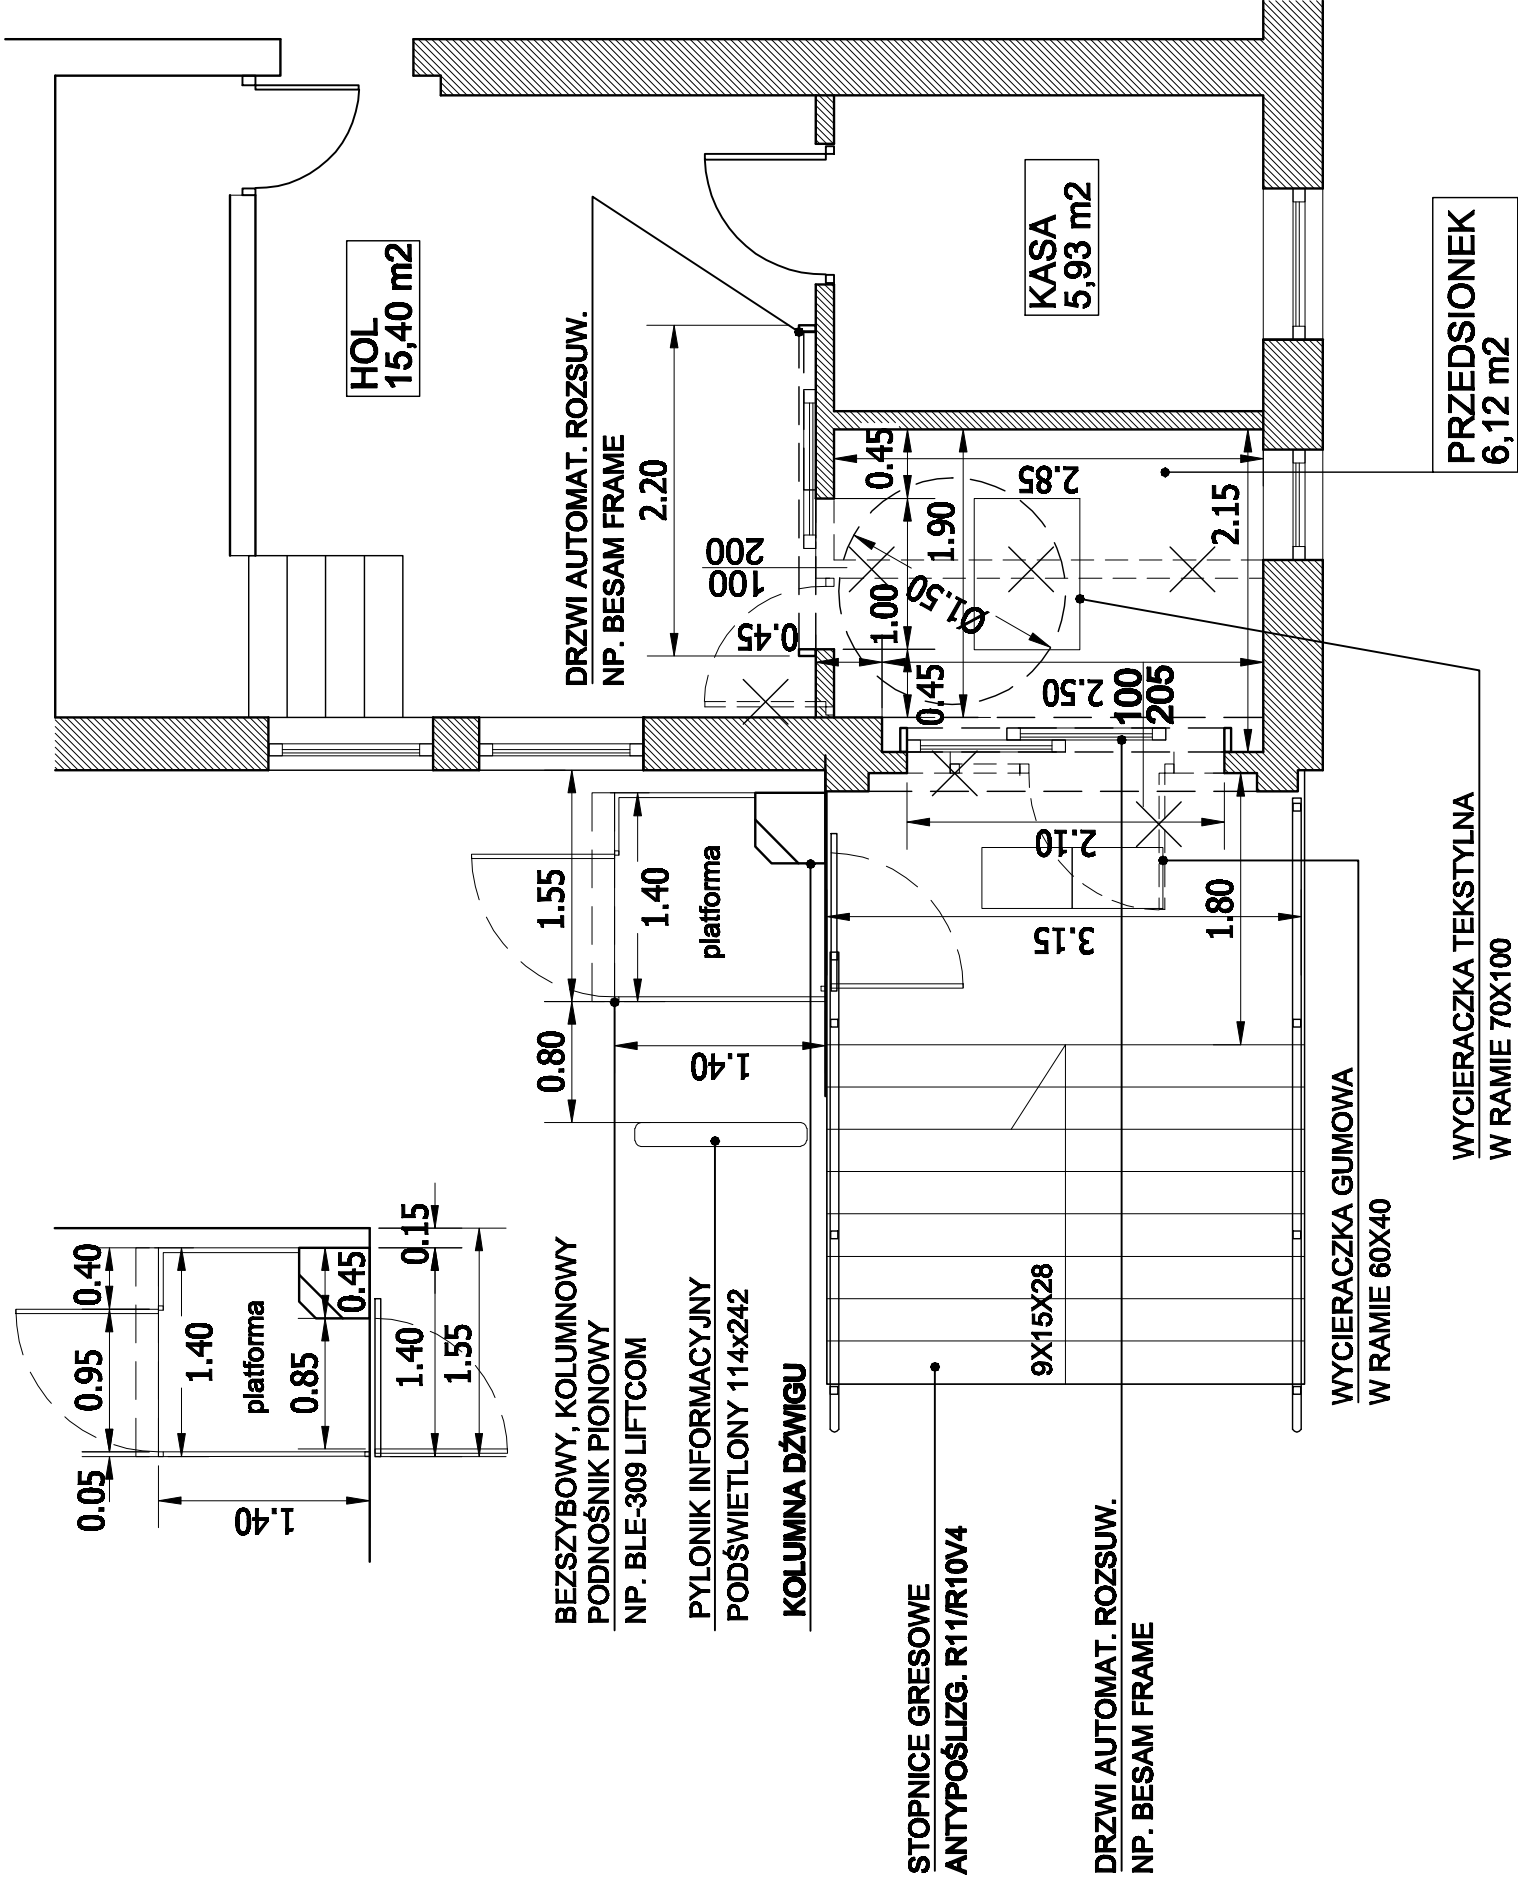 HOL
15,40 m2
KASA
5,93 m2
PRZEDSIONEK
6,12 m2
DRZWI AUTOMAT. ROZSUW.
NP. BESAM FRAME
2.20
200
100
0.45
0.45
1.90
1.00
0.45
2.85
Ø1.50
2.50
2.15
100
205
2.10
3.15
1.80
1.55
1.40
platforma
0.80
1.40
9X15X28
0.40
0.95
0.05
1.40
platforma
0.85
0.45
0.15
1.40
1.55
1.40
BEZSZYBOWY, KOLUMNOWY
PODNOŚNIK PIONOWY
NP. BLE-309 LIFTCOM
PYLONIK INFORMACYJNY
PODŚWIETLONY 114x242
KOLUMNA DŹWIGU
STOPNICE GRESOWE
ANTYPOŚLIZG. R11/R10V4
DRZWI AUTOMAT. ROZSUW.
NP. BESAM FRAME
WYCIERACZKA GUMOWA
W RAMIE 60X40
WYCIERACZKA TEKSTYLNA
W RAMIE 70X100